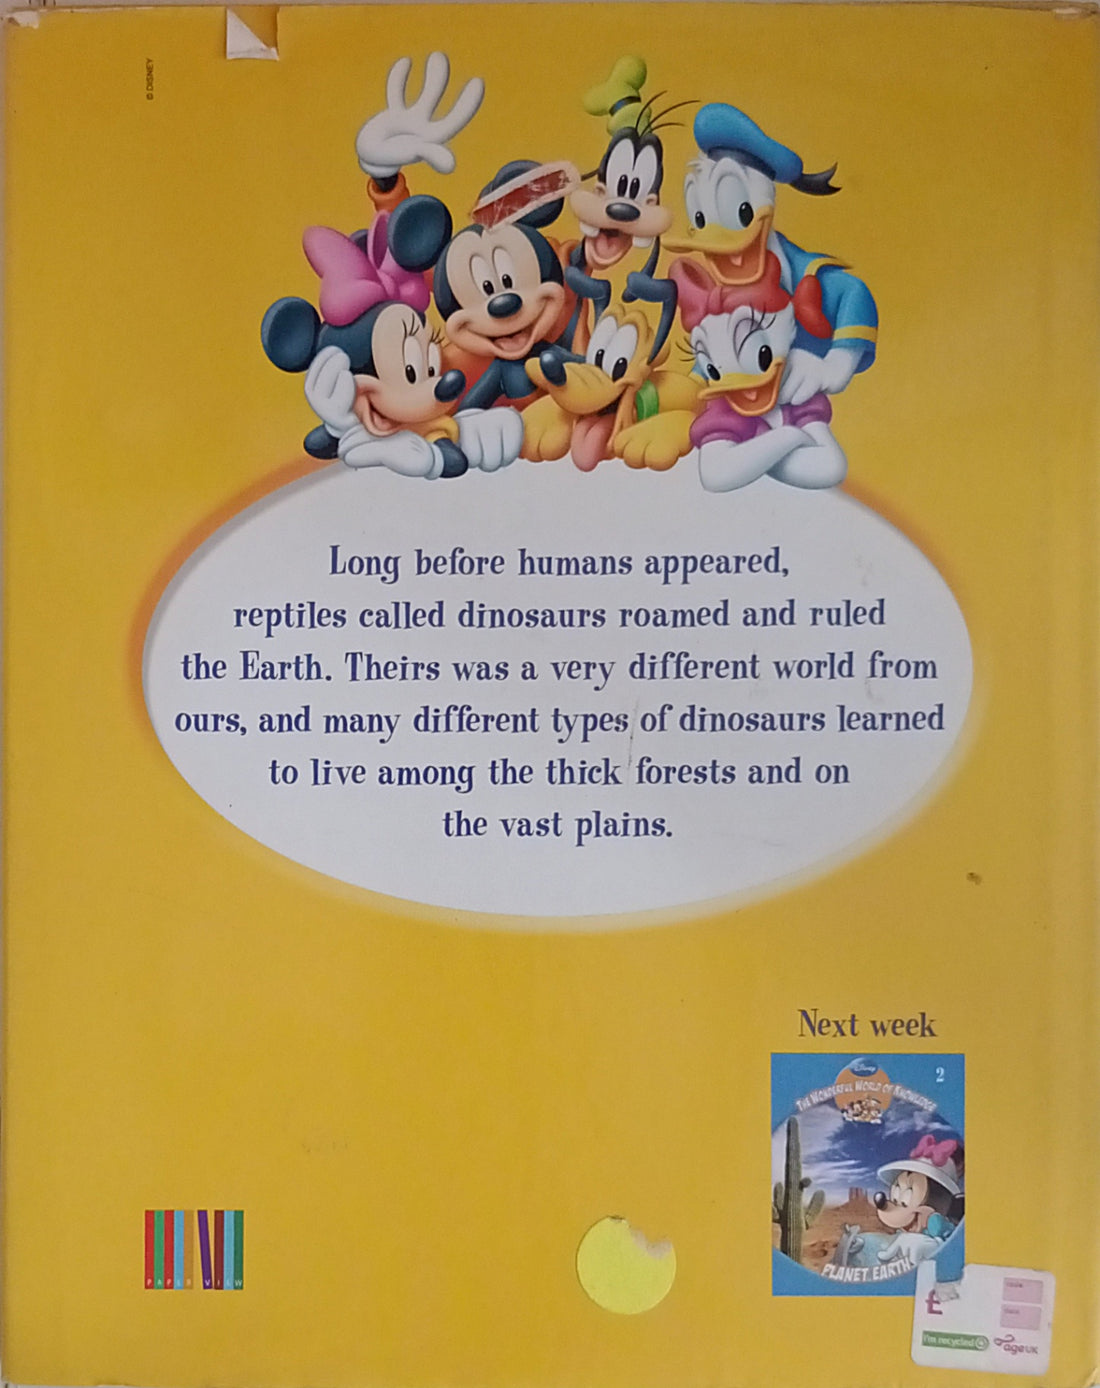 © DISNEY
Long before humans appeared,
reptiles called dinosaurs roamed and ruled
the Earth. Theirs was a very different world from
ours, and many different types of dinosaurs learned
to live among the thick forests and on
the vast plains.
Next week
Disney
2
THE WONDERFUL WORLD OF KNOWLEDGE
PLANET EARTH
PAPER VIEW
£
I'm recycled
ageUK